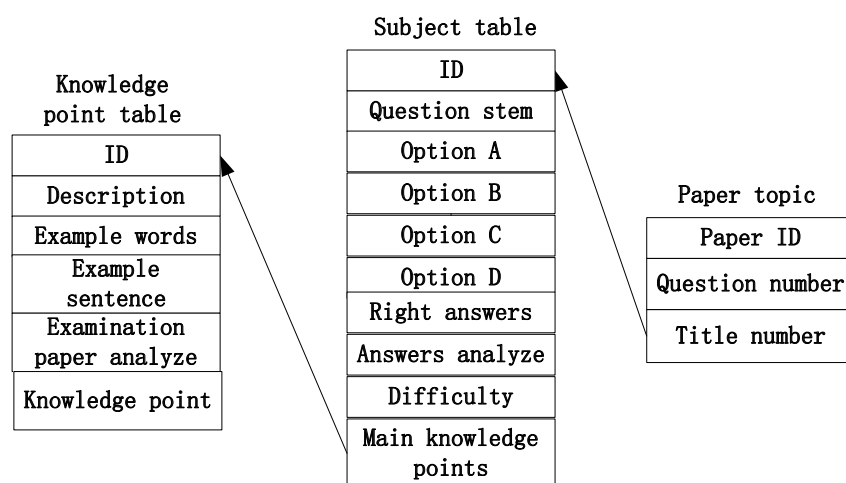 Knowledge
point table
ID
Description
Example words
Example
sentence
Examination
paper analyze
Knowledge point
Subject table
ID
Question stem
Option A
Option B
Option C
Option D
Right answers
Answers analyze
Difficulty
Main knowledge
points
Paper topic
Paper ID
Question number
Title number